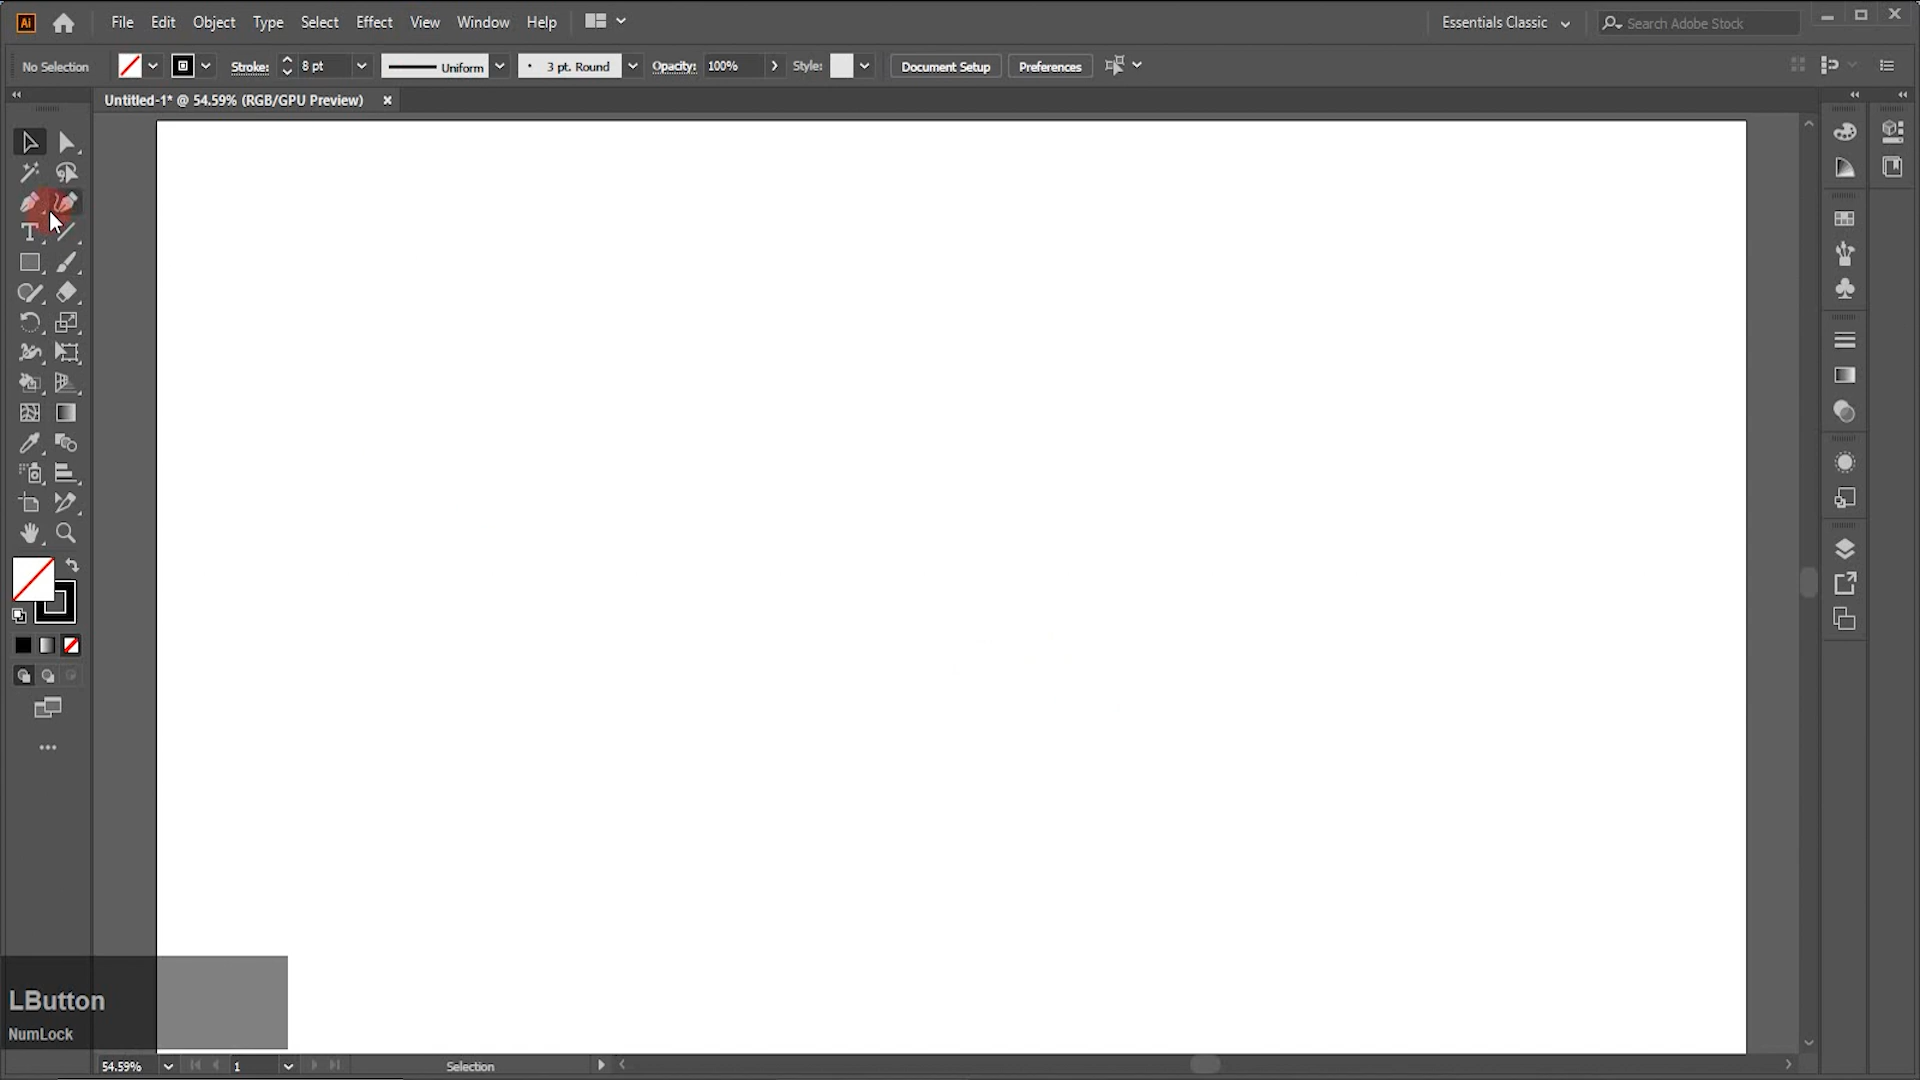 Ai File Edit Object Type Select Effect View Window Help Essentials Classic Search Adobe Stock
No Selection Stroke: 8 pt Uniform 3 pt. Round Opacity: 100% Style: Document Setup Preferences
Untitled-1* @ 54.59% (RGB/GPU Preview)
LButton
NumLock
54.59% 1 Selection